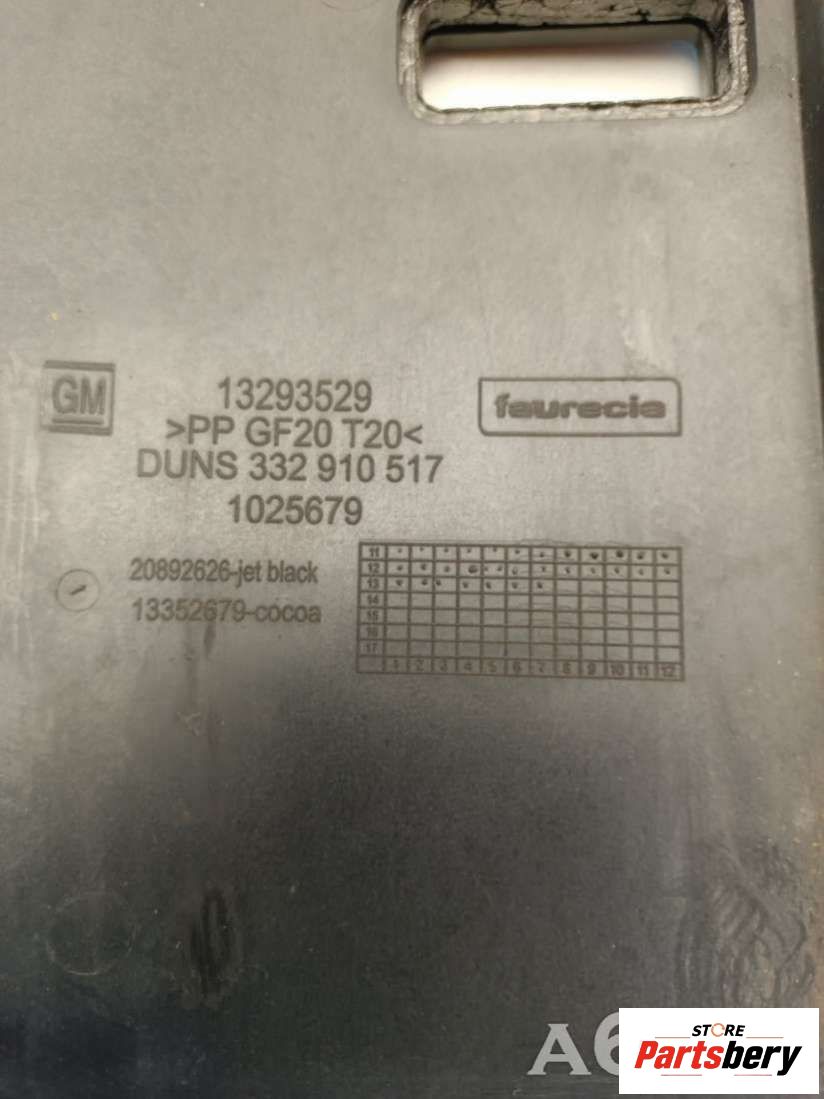 GM
13293529
faurecia
>PP GF20 T20<
DUNS 332 910 517
1025679
20892626-jet black
13352679-cocoa
11
12
13
14
15
16
17
1 2 3 4 5 6 7 8 9 10 11 12
A6
STORE
Partsbery